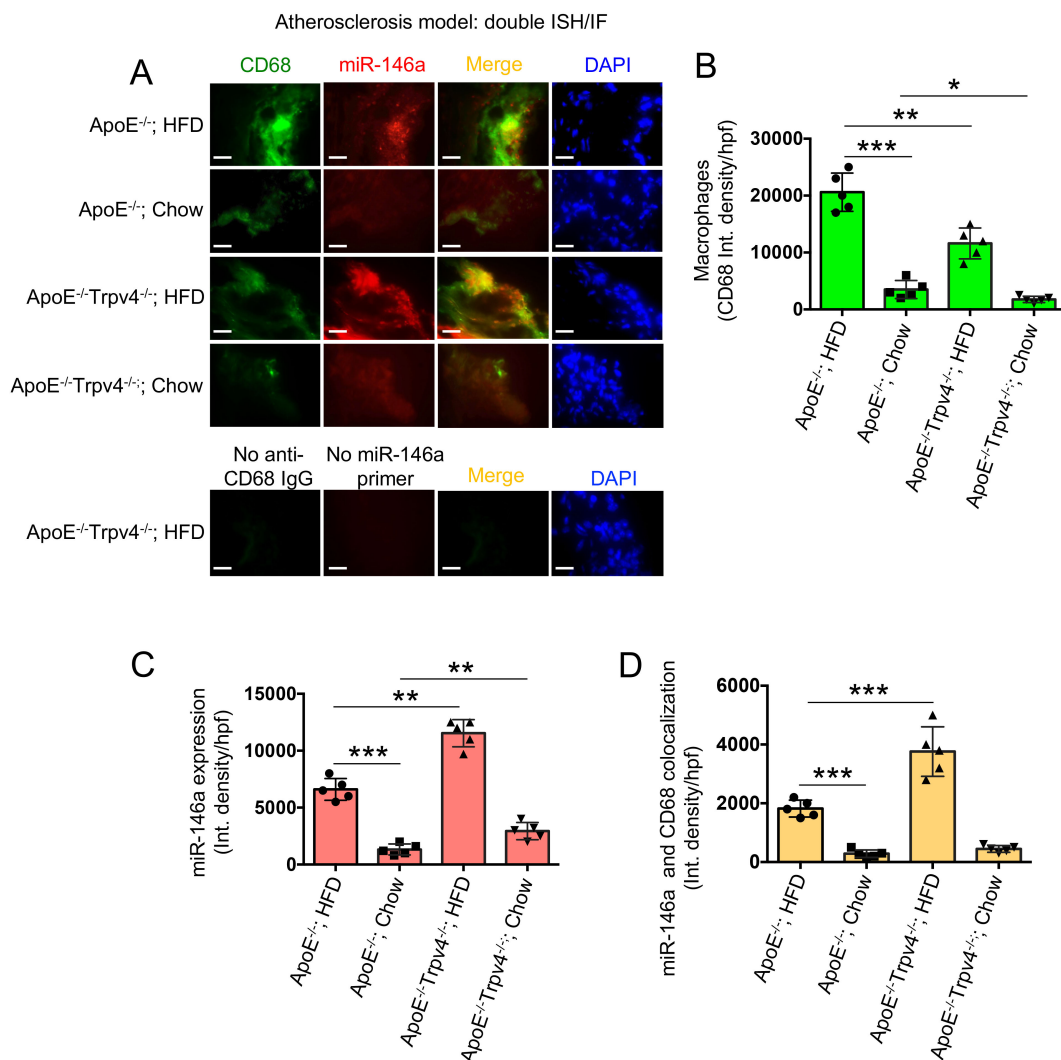 Atherosclerosis model: double ISH/IF
A
CD68 miR-146a Merge DAPI
ApoE⁻/⁻; HFD
ApoE⁻/⁻; Chow
ApoE⁻/⁻Trpv4⁻/⁻; HFD
ApoE⁻/⁻Trpv4⁻/⁻; Chow
No anti-
CD68 IgG
No miR-146a
primer
Merge
DAPI
ApoE⁻/⁻Trpv4⁻/⁻; HFD
B
Macrophages
(CD68 Int. density/hpf)
30000
20000
10000
0
*
**
***
ApoE⁻/⁻; HFD
ApoE⁻/⁻; Chow
ApoE⁻/⁻Trpv4⁻/⁻; HFD
ApoE⁻/⁻Trpv4⁻/⁻; Chow
C
miR-146a expression
(Int. density/hpf)
15000
10000
5000
0
**
**
***
ApoE⁻/⁻; HFD
ApoE⁻/⁻; Chow
ApoE⁻/⁻Trpv4⁻/⁻; HFD
ApoE⁻/⁻Trpv4⁻/⁻; Chow
D
miR-146a and CD68 colocalization
(Int. density/hpf)
6000
4000
2000
0
***
***
ApoE⁻/⁻; HFD
ApoE⁻/⁻; Chow
ApoE⁻/⁻Trpv4⁻/⁻; HFD
ApoE⁻/⁻Trpv4⁻/⁻; Chow